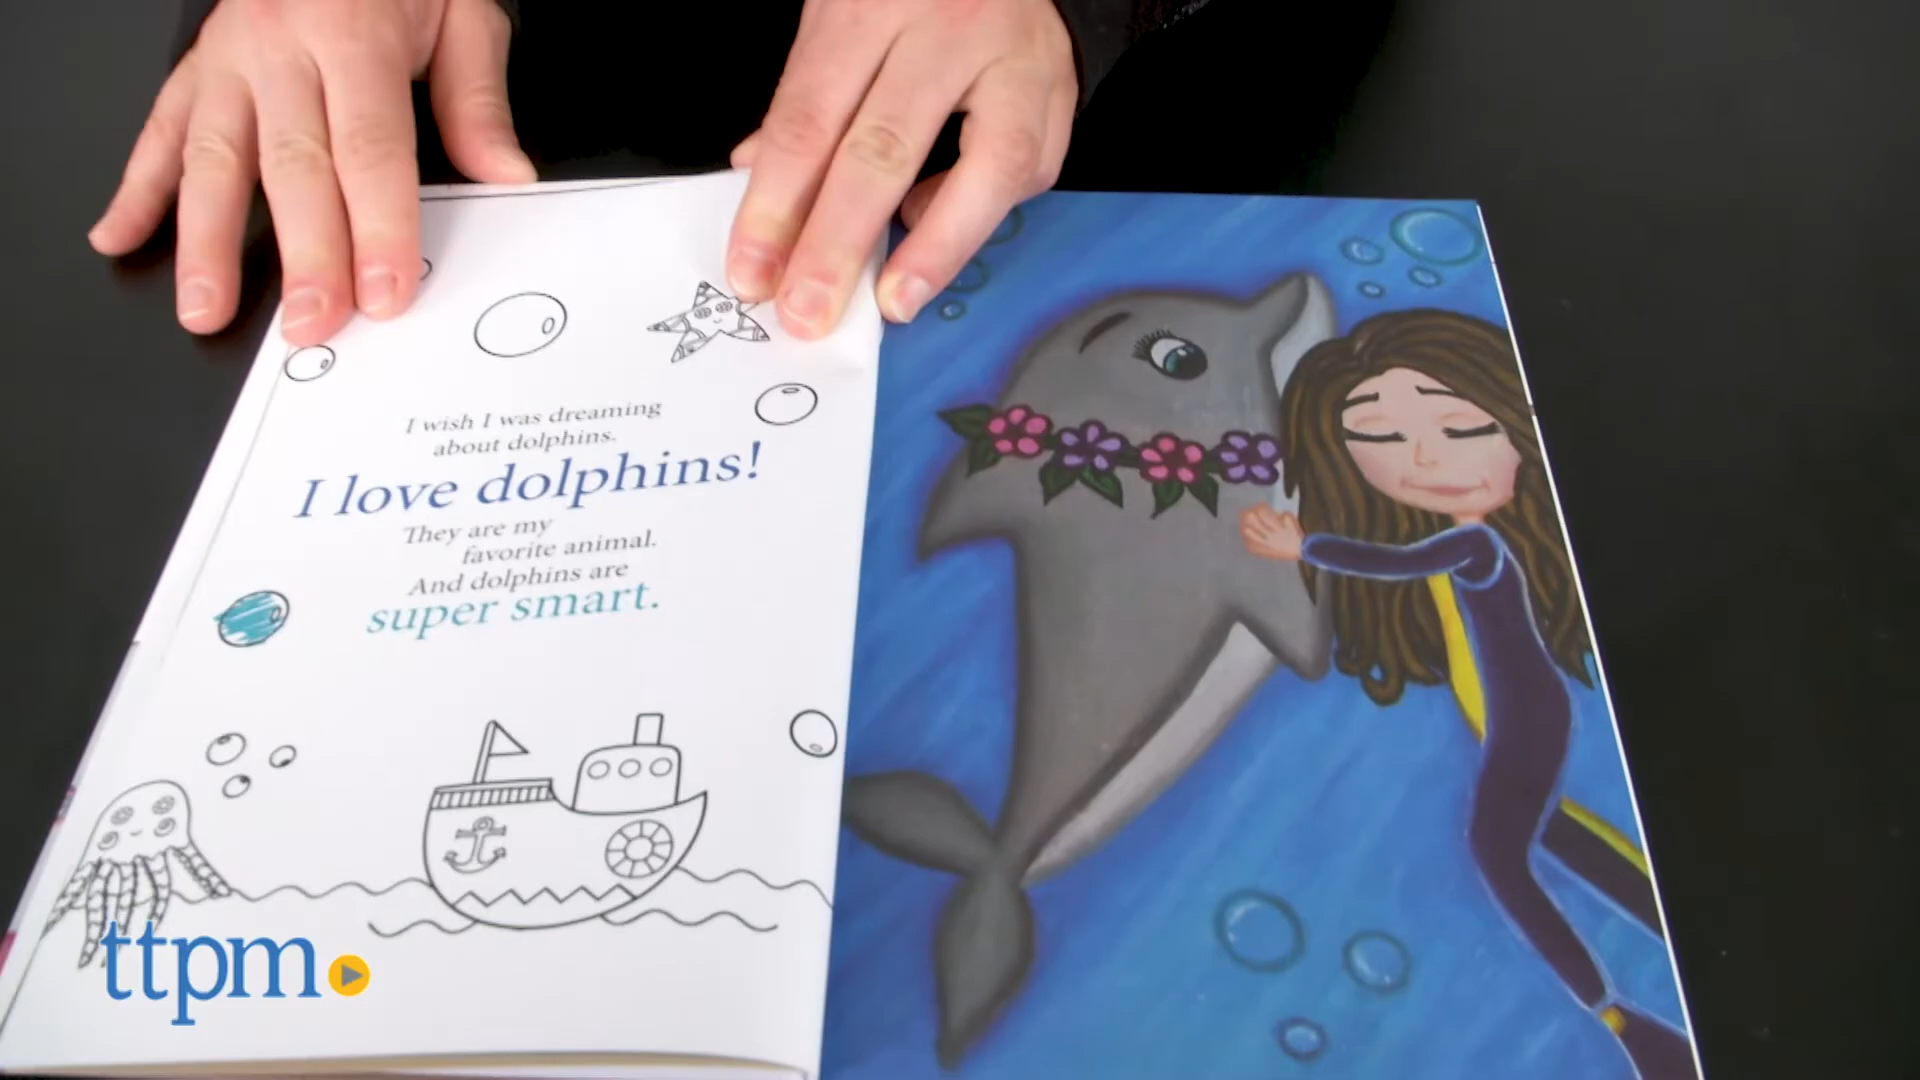 I wish I was dreaming
about dolphins.
I love dolphins!
They are my
favorite animal.
And dolphins are
super smart.
ttpm